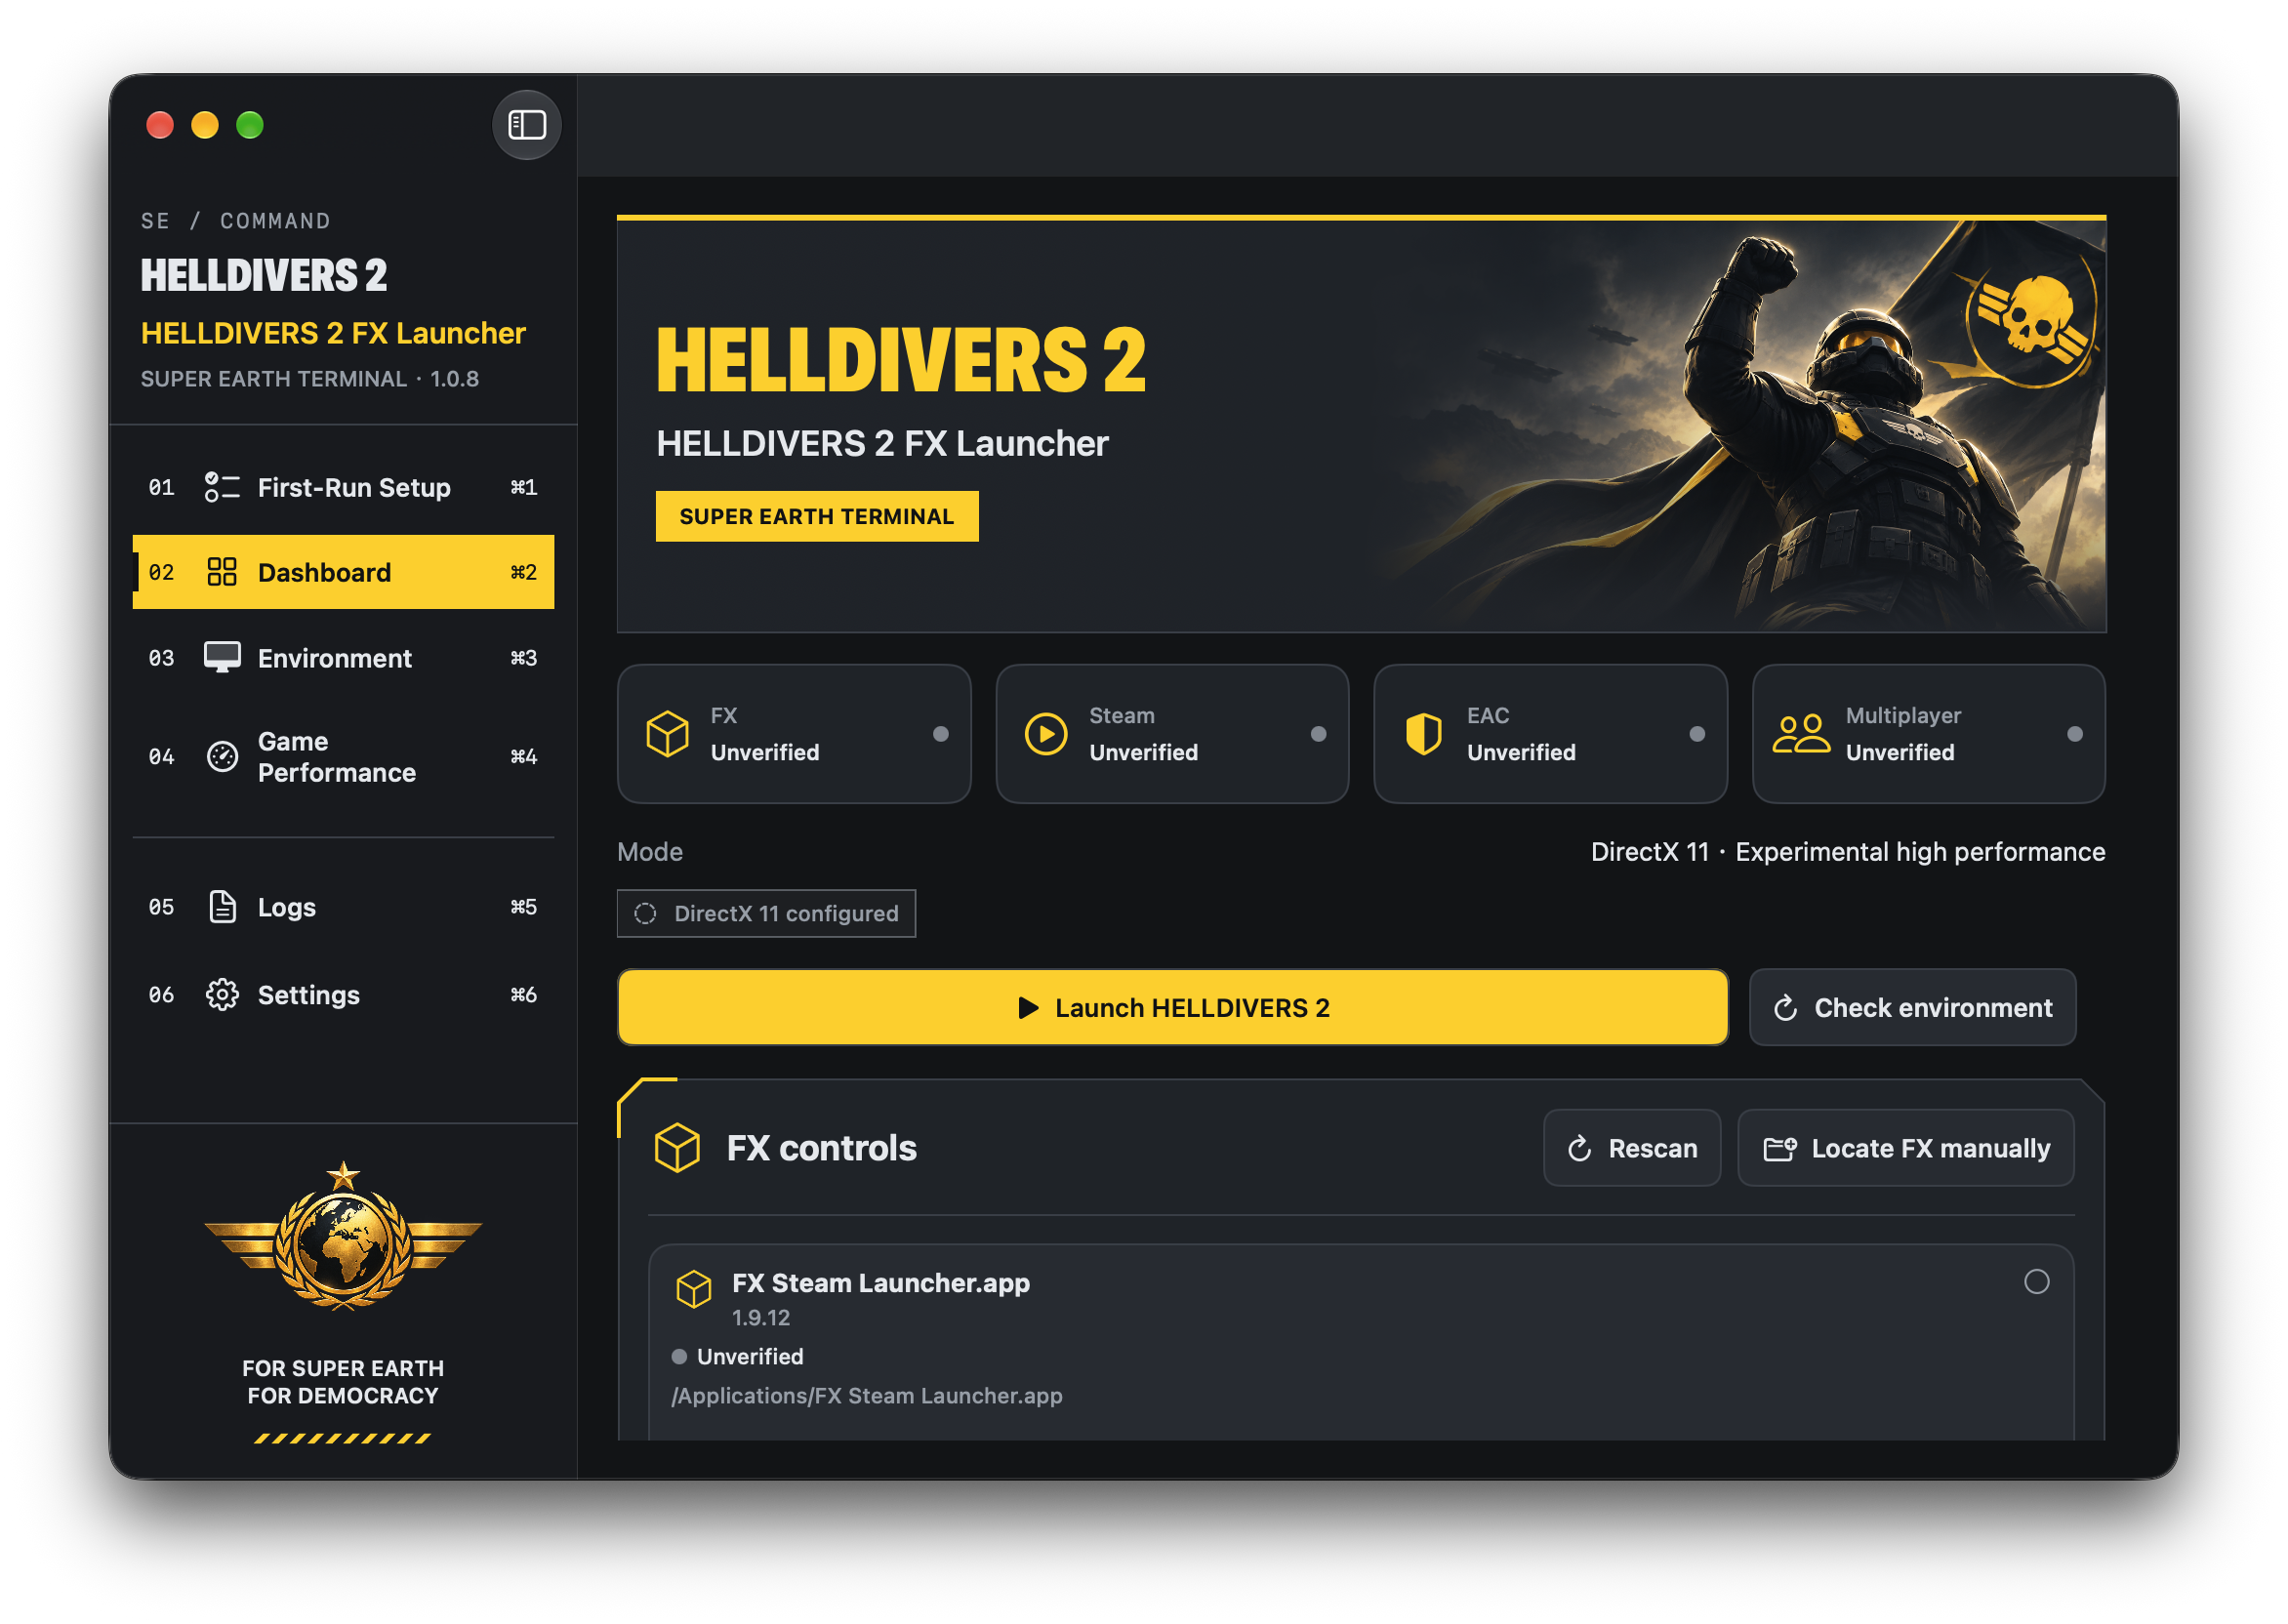 SE / COMMAND
HELLDIVERS 2
HELLDIVERS 2 FX Launcher
SUPER EARTH TERMINAL · 1.0.8
01 First-Run Setup ⌘1
02 Dashboard ⌘2
03 Environment ⌘3
04 Game Performance ⌘4
05 Logs ⌘5
06 Settings ⌘6
FOR SUPER EARTH
FOR DEMOCRACY
HELLDIVERS 2
HELLDIVERS 2 FX Launcher
SUPER EARTH TERMINAL
FX
Unverified
Steam
Unverified
EAC
Unverified
Multiplayer
Unverified
Mode
DirectX 11 · Experimental high performance
DirectX 11 configured
Launch HELLDIVERS 2
Check environment
FX controls
Rescan
Locate FX manually
FX Steam Launcher.app
1.9.12
Unverified
/Applications/FX Steam Launcher.app